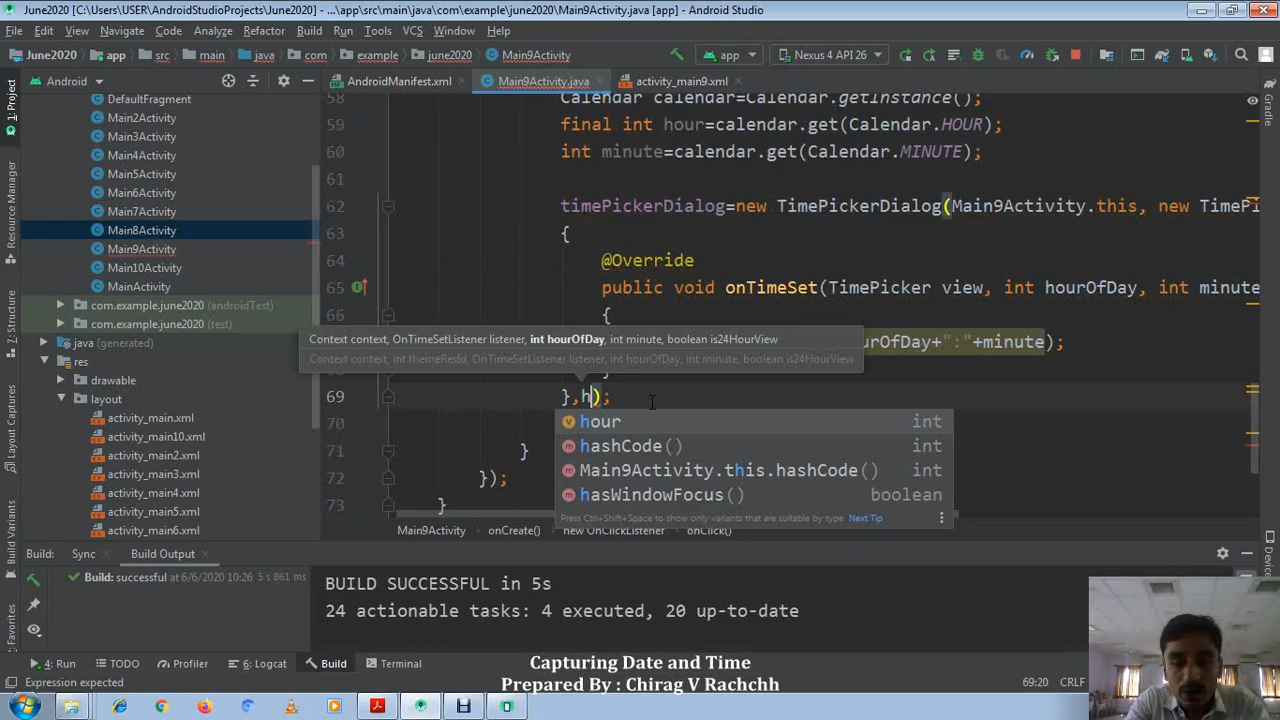 June2020 [C:\Users\USER\AndroidStudioProjects\June2020] - ...\app\src\main\java\com\example\june2020\Main9Activity.java [app] - Android Studio
File Edit View Navigate Code Analyze Refactor Build Run Tools VCS Window Help
June2020 app src main java com example june2020 Main9Activity app Nexus 4 API 26
Android AndroidManifest.xml Main9Activity.java activity_main9.xml
DefaultFragment
Main2Activity
Main3Activity
Main4Activity
Main5Activity
Main6Activity
Main7Activity
Main8Activity
Main9Activity
Main10Activity
MainActivity
com.example.june2020 (androidTest)
com.example.june2020 (test)
java (generated)
res
drawable
layout
activity_main.xml
activity_main10.xml
activity_main2.xml
activity_main3.xml
activity_main4.xml
activity_main5.xml
activity_main6.xml
1: Project
Resource Manager
Z: Structure
Layout Captures
Build Variants
Gradle
58 Calendar calendar=Calendar.getInstance();
59 final int hour=calendar.get(Calendar.HOUR);
60 int minute=calendar.get(Calendar.MINUTE);
61
62 timePickerDialog=new TimePickerDialog(Main9Activity.this, new TimePi
63 {
64 @Override
65 public void onTimeSet(TimePicker view, int hourOfDay, int minute
66 {
Context context, OnTimeSetListener listener, int hourOfDay, int minute, boolean is24HourView
Context context, int themeResId, OnTimeSetListener listener, int hourOfDay, int minute, boolean is24HourView
urOfDay+":"+minute);
69 },h);
70
71 }
72 });
73 }
hour int
hashCode() int
Main9Activity.this.hashCode() int
hasWindowFocus() boolean
Press Ctrl+Shift+Space to show only variants that are suitable by type Next Tip
Main9Activity onCreate() new OnClickListener onClick()
Build: Sync Build Output
Build: successful at 6/6/2020 10:26 5 s 861 ms
BUILD SUCCESSFUL in 5s
24 actionable tasks: 4 executed, 20 up-to-date
4: Run TODO Profiler 6: Logcat Build Terminal
Expression expected 69:20 CRLF
Capturing Date and Time
Prepared By : Chirag V Rachchh